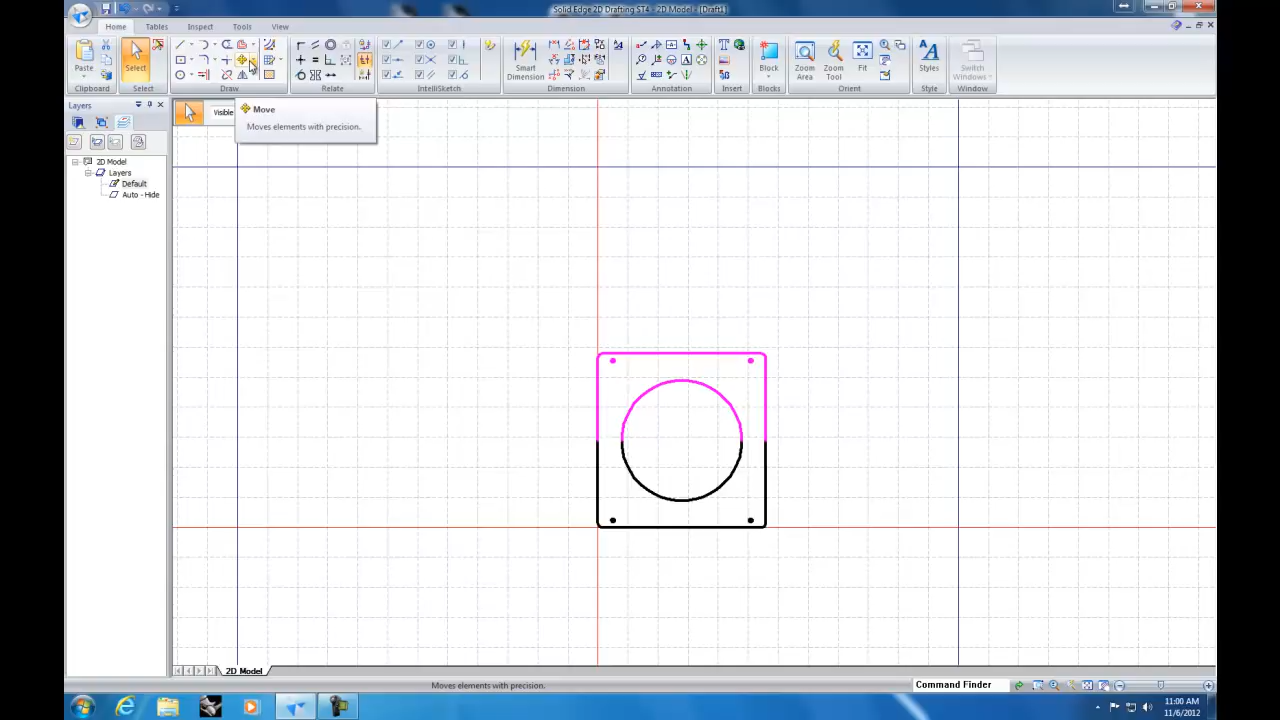 Solid Edge 2D Drafting ST4 - 2D Model - [Draft1]
Home Tables Inspect Tools View
Paste
Select
Smart Dimension
Block
Zoom Area
Zoom Tool
Fit
Styles
Switch Windows
Clipboard Select Draw Relate IntelliSketch Dimension Annotation Insert Blocks Orient Style Window
Layers
Visible
Move
Moves elements with precision.
2D Model
Layers
Default
Auto - Hide
2D Model
Moves elements with precision.
Command Finder
11:00 AM
11/6/2012